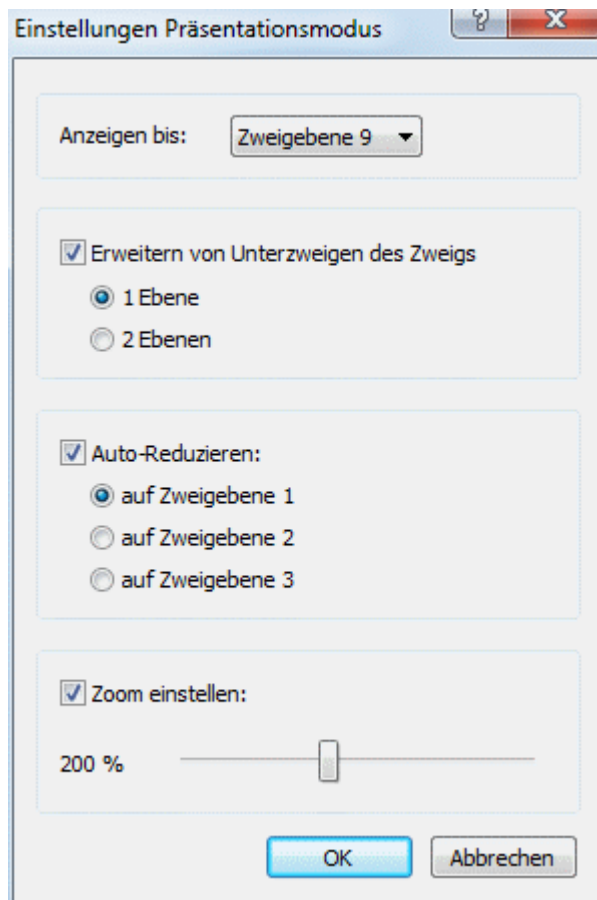 Einstellungen Präsentationsmodus
Anzeigen bis: Zweigebene 9
Erweitern von Unterzweigen des Zweigs
1 Ebene
2 Ebenen
Auto-Reduzieren:
auf Zweigebene 1
auf Zweigebene 2
auf Zweigebene 3
Zoom einstellen:
200 %
OK Abbrechen